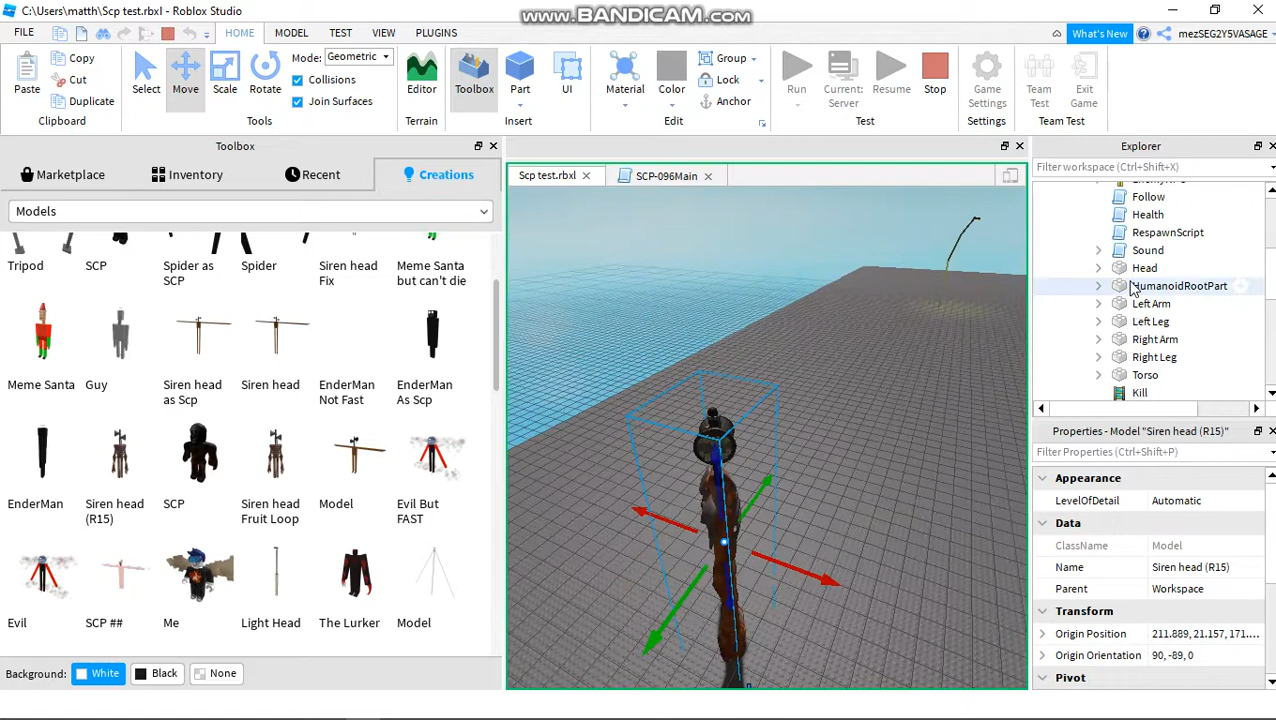 C:\Users\matth\Scp test.rbxl - Roblox Studio
www.BANDICAM.com
FILE
HOME
MODEL
TEST
VIEW
PLUGINS
What's New
mezSEG2Y5VASAGE
Paste
Copy
Cut
Duplicate
Clipboard
Select
Move
Scale
Rotate
Mode: Geometric
Collisions
Join Surfaces
Tools
Editor
Terrain
Toolbox
Part
UI
Insert
Material
Color
Group
Lock
Anchor
Edit
Run
Current:
Server
Resume
Stop
Test
Game
Settings
Settings
Team
Test
Exit
Game
Team Test
Toolbox
Marketplace
Inventory
Recent
Creations
Models
Tripod
SCP
Spider as
SCP
Spider
Siren head
Fix
Meme Santa
but can't die
Meme Santa
Guy
Siren head
as Scp
Siren head
EnderMan
Not Fast
EnderMan
As Scp
EnderMan
Siren head
(R15)
SCP
Siren head
Fruit Loop
Model
Evil But
FAST
Evil
SCP ##
Me
Light Head
The Lurker
Model
Background:
White
Black
None
Scp test.rbxl
SCP-096Main
Explorer
Filter workspace (Ctrl+Shift+X)
Follow
Health
RespawnScript
Sound
Head
HumanoidRootPart
Left Arm
Left Leg
Right Arm
Right Leg
Torso
Kill
Properties - Model "Siren head (R15)"
Filter Properties (Ctrl+Shift+P)
Appearance
LevelOfDetail Automatic
Data
ClassName Model
Name Siren head (R15)
Parent Workspace
Transform
Origin Position 211.889, 21.157, 171....
Origin Orientation 90, -89, 0
Pivot